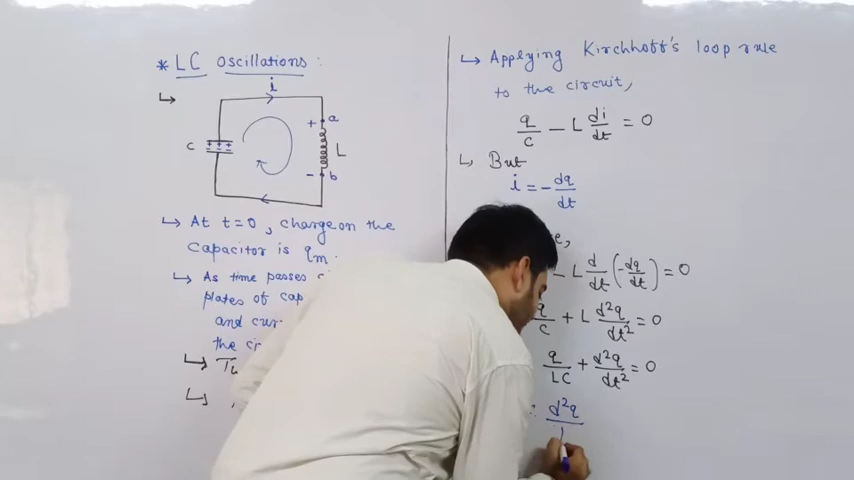 * LC Oscillations :
i
+ a
C
+ + +
L
- b
↳ At t=0, charge on the
capacitor is qm.
↳ As time passes
plates of cap
and cur
the
↳ Applying Kirchhoff's loop rule
to the circuit,
q/C - L di/dt = 0
↳ But
i = - dq/dt
- L d/dt (-dq/dt) = 0
q/C + L d²q/dt² = 0
q/LC + d²q/dt² = 0
d²q